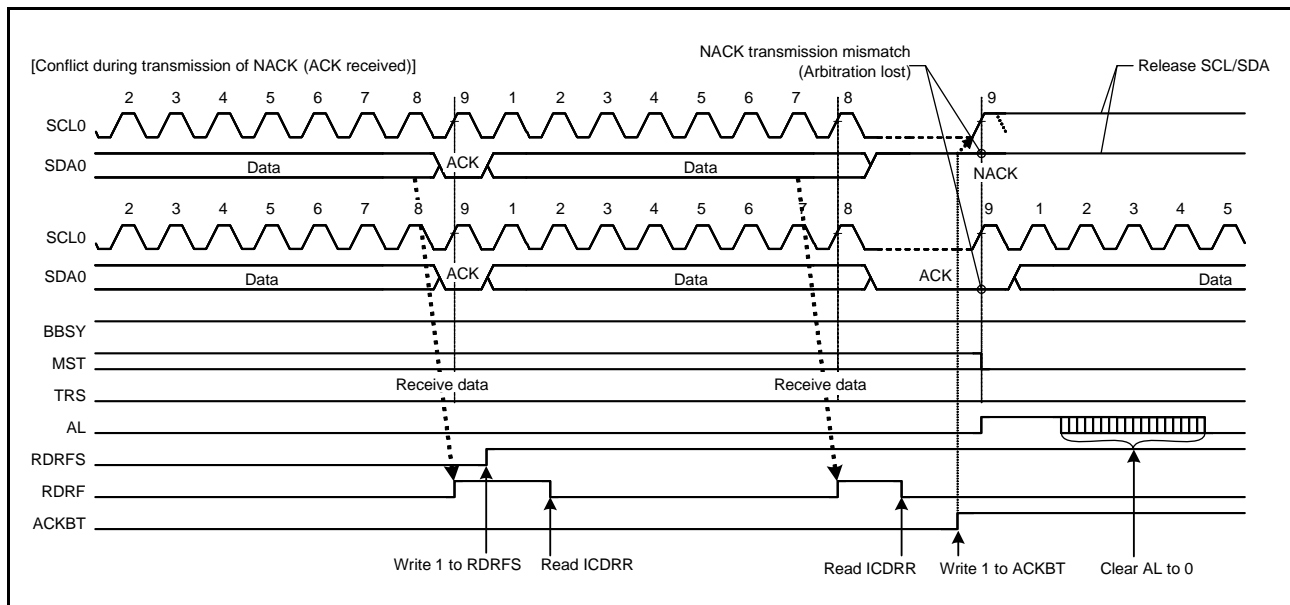 [Conflict during transmission of NACK (ACK received)]
NACK transmission mismatch
(Arbitration lost)
Release SCL/SDA
2 3 4 5 6 7 8 9 1 2 3 4 5 6 7 8 9
SCL0
SDA0 Data ACK Data NACK
2 3 4 5 6 7 8 9 1 2 3 4 5 6 7 8 9 1 2 3 4 5
SCL0
SDA0 Data ACK Data ACK Data
BBSY
MST
Receive data Receive data
TRS
AL
RDRFS
RDRF
ACKBT
Write 1 to RDRFS Read ICDRR Read ICDRR Write 1 to ACKBT Clear AL to 0